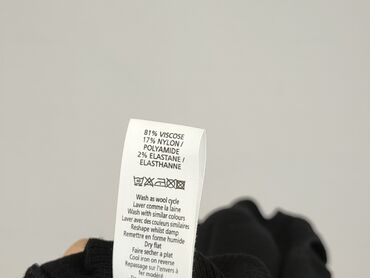 81% VISCOSE
17% NYLON /
POLYAMIDE
2% ELASTANE /
ELASTHANNE
Wash as wool cycle
Laver comme la laine
Wash with similar colours
Laver avec des couleurs similaires
Reshape whilst damp
Remettre en forme humide
Dry flat
Faire secher a plat
Cool iron on reverse
Repassage sur l'envers à
fer modéré